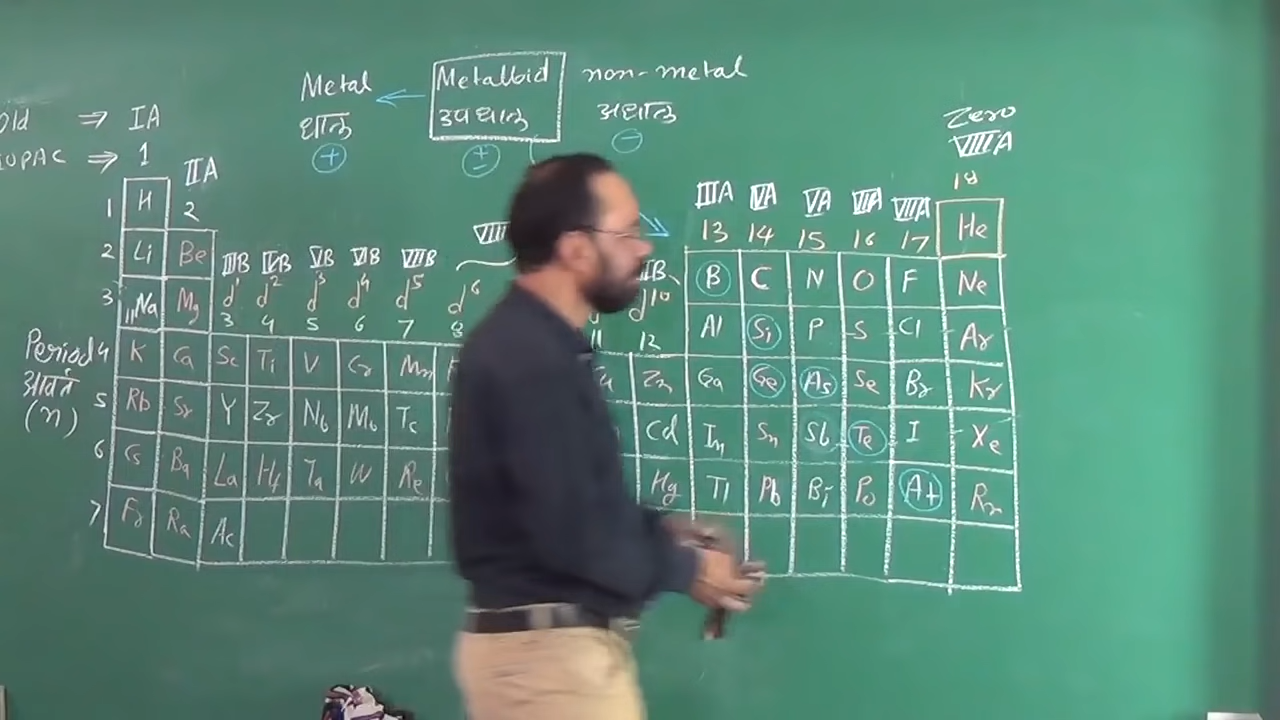 Metal Metalloid non-metal
धातु उपधातु अधातु
+ ± −
Old ⇒ IA
IUPAC ⇒ 1
Zero
VIIIA
18
IIA
2
IIIB IVB VB VIB VIIB VIII IIB
d¹ d² d³ d⁴ d⁵ d⁶ d¹⁰
3 4 5 6 7 8 11 12
IIIA VA VA VIA VIIA
13 14 15 16 17
1 H He
2 Li Be B C N O F Ne
3 11Na Mg Al Si P S Cl Ar
Period 4 K Ca Sc Ti V Cr Mn Zn Ga Ge As Se Br Kr
आवर्त
(n) 5 Rb Sr Y Zr Nb Mo Tc Cd In Sn Sb Te I Xe
6 Cs Ba La Hf Ta W Re Hg Tl Pb Bi Po At Rn
7 Fr Ra Ac